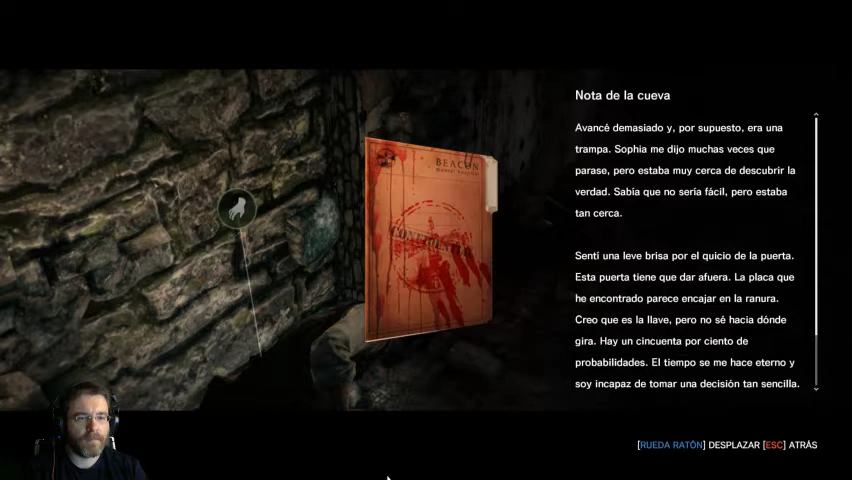 Nota de la cueva
Avancé demasiado y, por supuesto, era una
trampa. Sophia me dijo muchas veces que
parase, pero estaba muy cerca de descubrir la
verdad. Sabía que no sería fácil, pero estaba
tan cerca.
Sentí una leve brisa por el quicio de la puerta.
Esta puerta tiene que dar afuera. La placa que
he encontrado parece encajar en la ranura.
Creo que es la llave, pero no sé hacia dónde
gira. Hay un cincuenta por ciento de
probabilidades. El tiempo se me hace eterno y
soy incapaz de tomar una decisión tan sencilla.
BEACON
mental hospital
CONFIDENTIAL
[RUEDA RATÓN] DESPLAZAR [ESC] ATRÁS